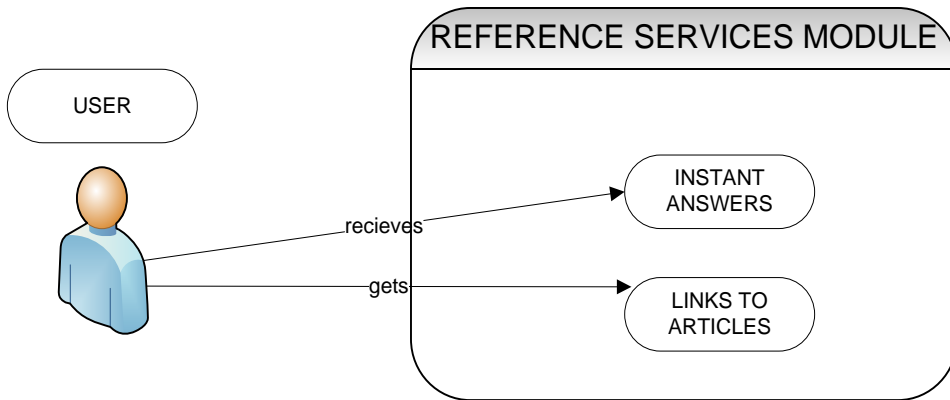 REFERENCE SERVICES MODULE
USER
INSTANT
ANSWERS
recieves
gets
LINKS TO
ARTICLES